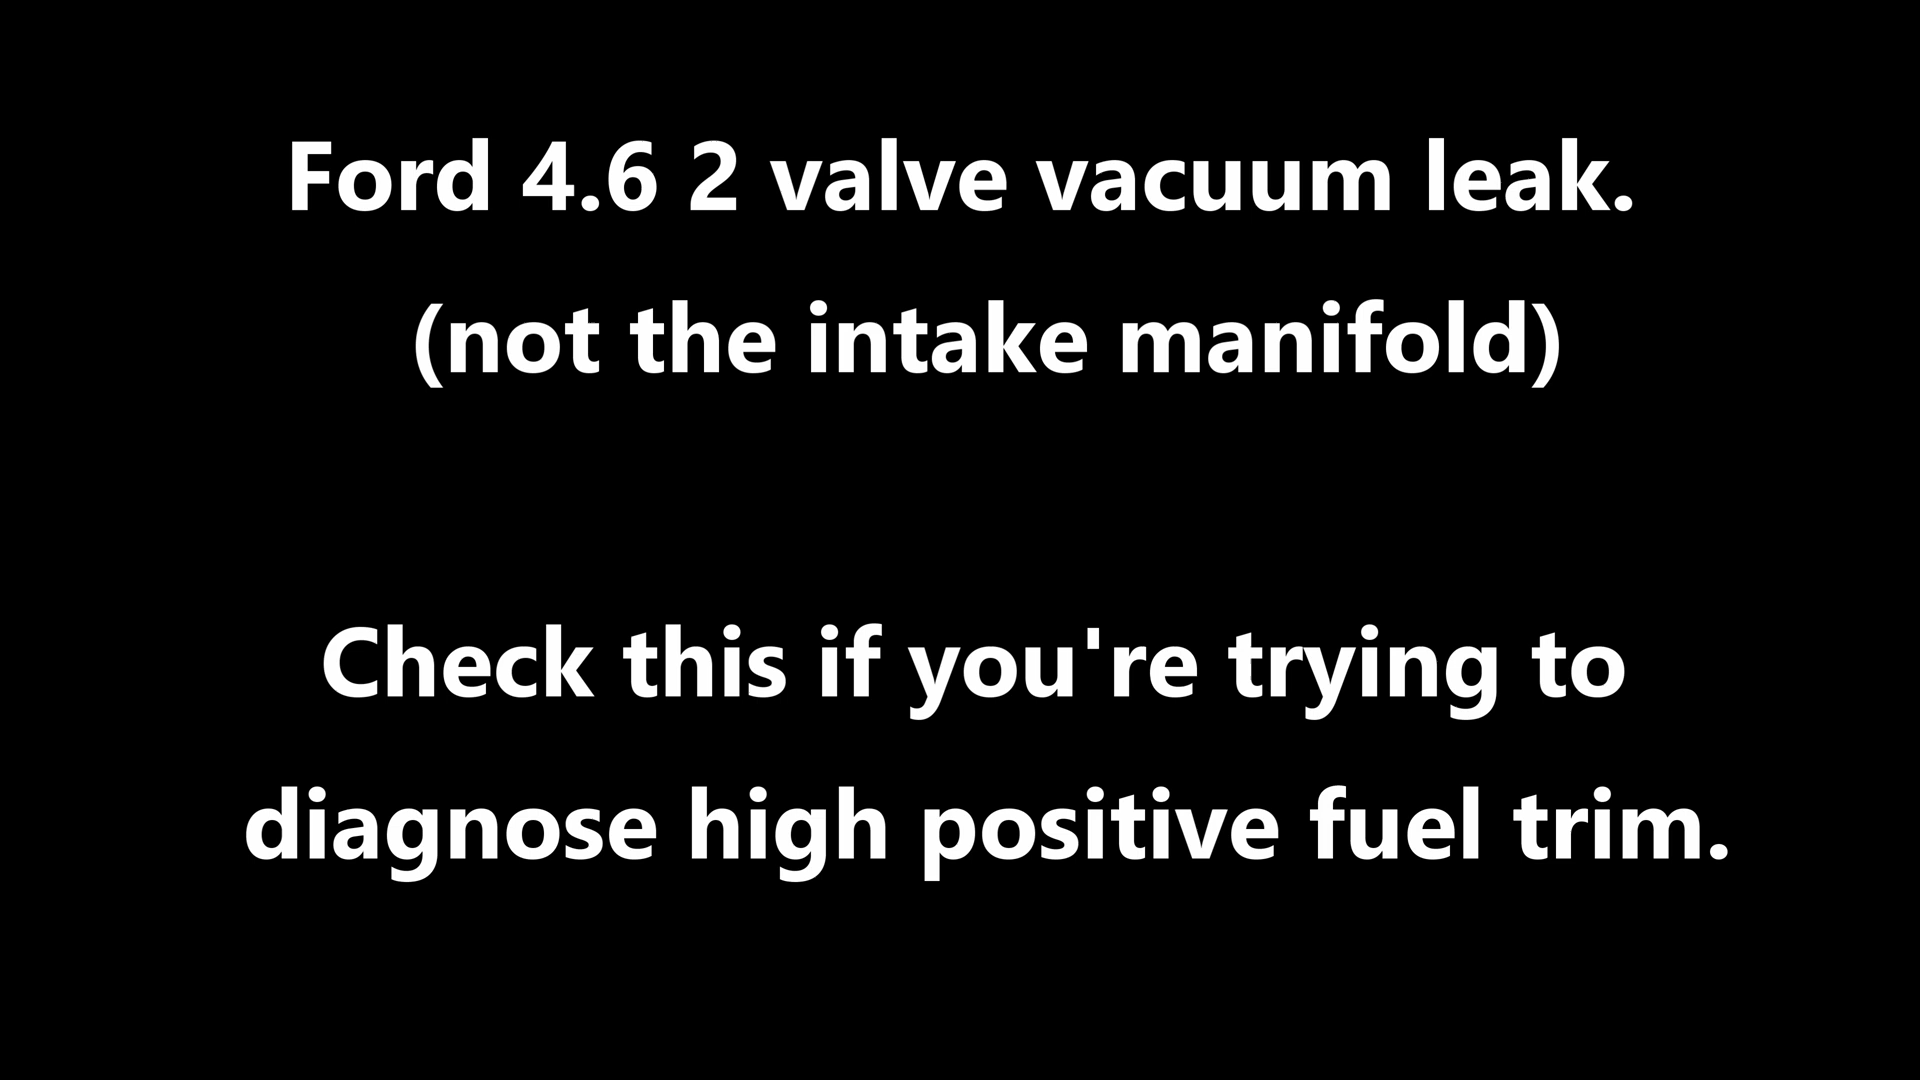 Ford 4.6 2 valve vacuum leak.
(not the intake manifold)
Check this if you're trying to
diagnose high positive fuel trim.